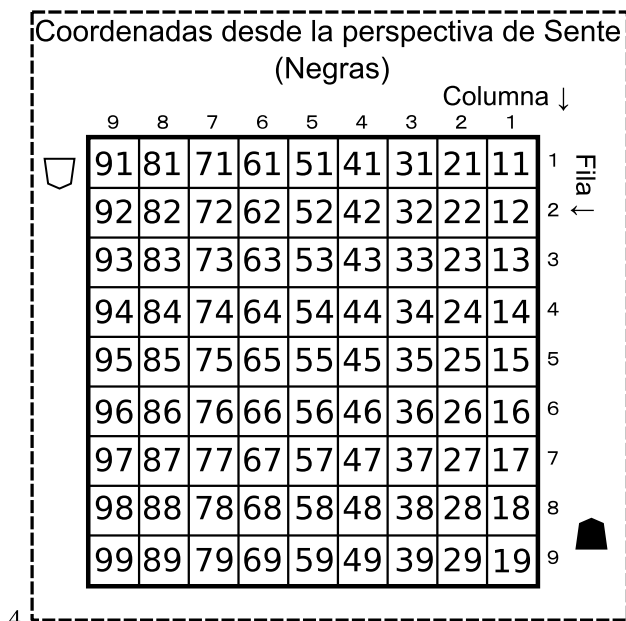 Coordenadas desde la perspectiva de Sente
(Negras)
Columna ↓
9 8 7 6 5 4 3 2 1
91 81 71 61 51 41 31 21 11 1
92 82 72 62 52 42 32 22 12 2
93 83 73 63 53 43 33 23 13 3
94 84 74 64 54 44 34 24 14 4
95 85 75 65 55 45 35 25 15 5
96 86 76 66 56 46 36 26 16 6
97 87 77 67 57 47 37 27 17 7
98 88 78 68 58 48 38 28 18 8
99 89 79 69 59 49 39 29 19 9
Fila ↓
4